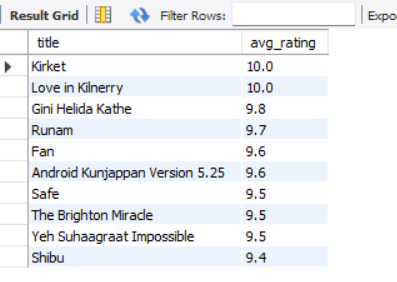 Result Grid Filter Rows: Expo
title avg_rating
Kirket 10.0
Love in Kilnerry 10.0
Gini Helida Kathe 9.8
Runam 9.7
Fan 9.6
Android Kunjappan Version 5.25 9.6
Safe 9.5
The Brighton Miracle 9.5
Yeh Suhaagraat Impossible 9.5
Shibu 9.4